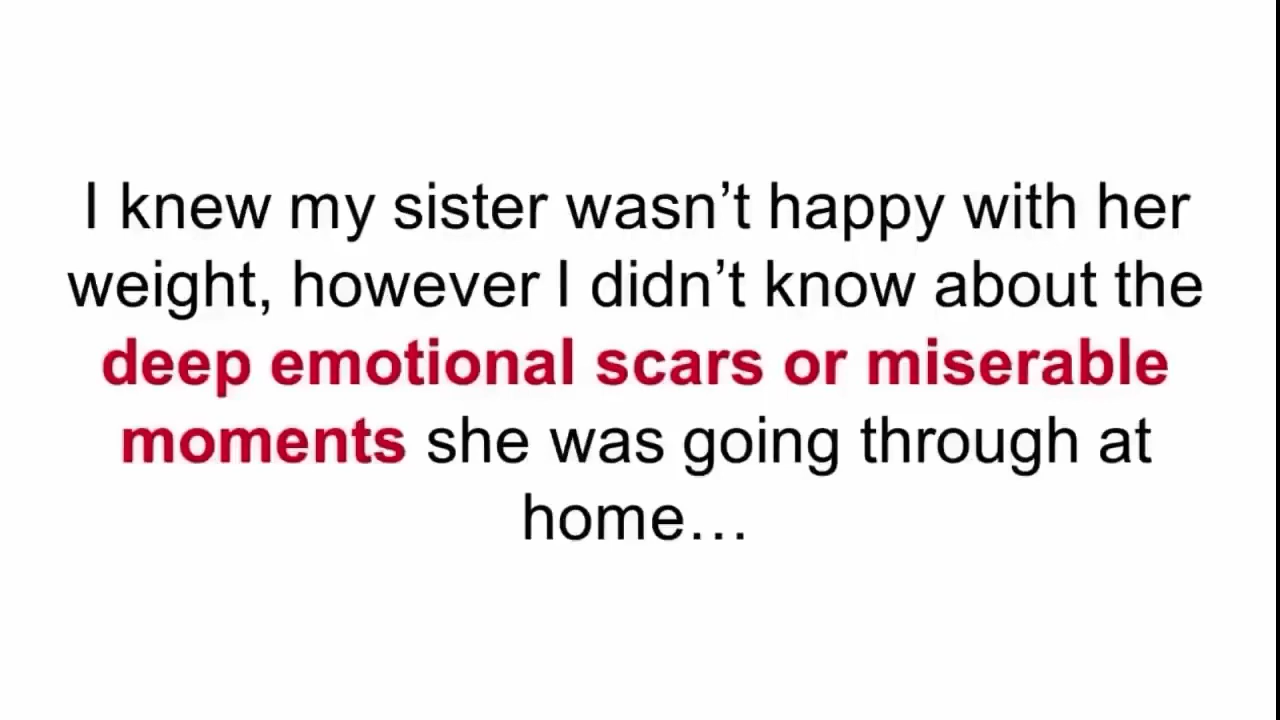 I knew my sister wasn’t happy with her
weight, however I didn’t know about the
deep emotional scars or miserable
moments she was going through at
home…